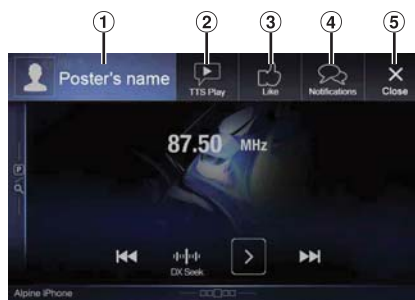 ① ② ③ ④ ⑤
Poster's name
TTS Play
Like
Notifications
Close
87.50 MHz
P
DX Seek
Alpine iPhone